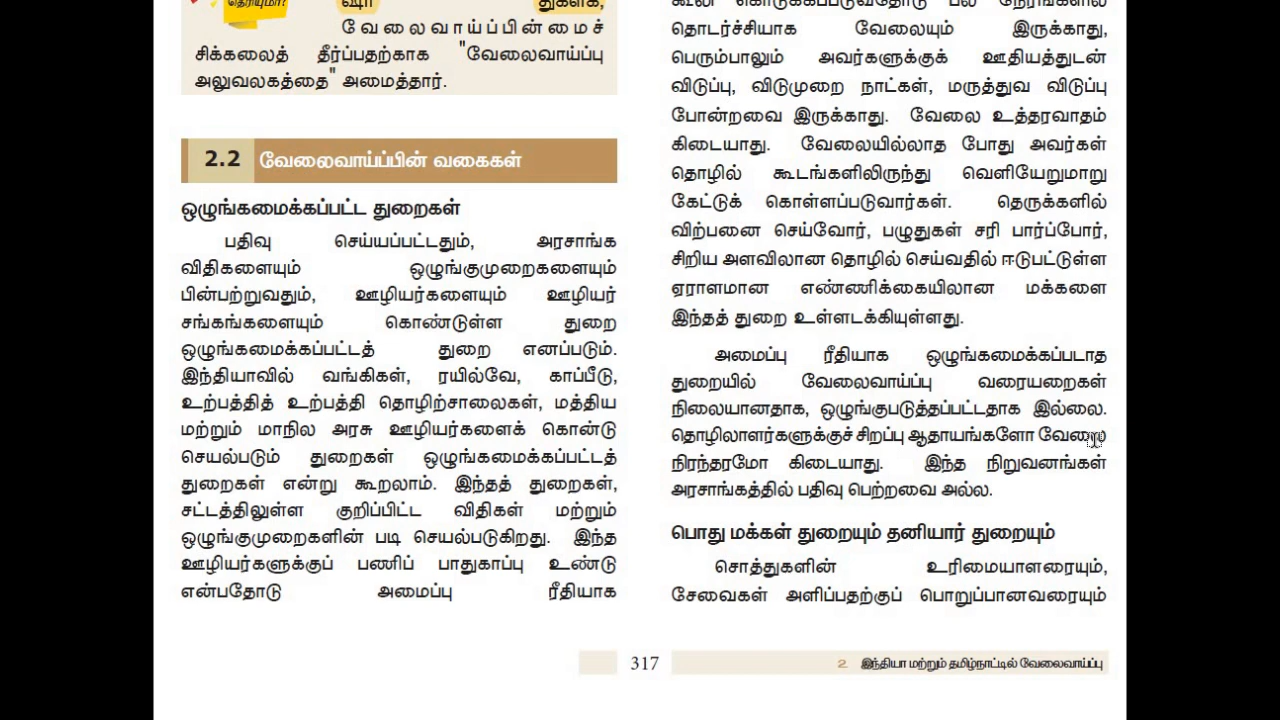 தெரியுமா?
ஷா துகளக்,
வேலைவாய்ப்பின்மைச்
சிக்கலைத் தீர்ப்பதற்காக "வேலைவாய்ப்பு
அலுவலகத்தை" அமைத்தார்.
2.2 வேலைவாய்ப்பின் வகைகள்
ஒழுங்கமைக்கப்பட்ட துறைகள்
பதிவு செய்யப்பட்டதும், அரசாங்க
விதிகளையும் ஒழுங்குமுறைகளையும்
பின்பற்றுவதும், ஊழியர்களையும் ஊழியர்
சங்கங்களையும் கொண்டுள்ள துறை
ஒழுங்கமைக்கப்பட்டத் துறை எனப்படும்.
இந்தியாவில் வங்கிகள், ரயில்வே, காப்பீடு,
உற்பத்தித் உற்பத்தி தொழிற்சாலைகள், மத்திய
மற்றும் மாநில அரசு ஊழியர்களைக் கொண்டு
செயல்படும் துறைகள் ஒழுங்கமைக்கப்பட்டத்
துறைகள் என்று கூறலாம். இந்தத் துறைகள்,
சட்டத்திலுள்ள குறிப்பிட்ட விதிகள் மற்றும்
ஒழுங்குமுறைகளின் படி செயல்படுகிறது. இந்த
ஊழியர்களுக்குப் பணிப் பாதுகாப்பு உண்டு
என்பதோடு அமைப்பு ரீதியாக
கூலி கொடுக்கப்படுவதோடு பல நேரங்களில்
தொடர்ச்சியாக வேலையும் இருக்காது,
பெரும்பாலும் அவர்களுக்குக் ஊதியத்துடன்
விடுப்பு, விடுமுறை நாட்கள், மருத்துவ விடுப்பு
போன்றவை இருக்காது. வேலை உத்தரவாதம்
கிடையாது. வேலையில்லாத போது அவர்கள்
தொழில் கூடங்களிலிருந்து வெளியேறுமாறு
கேட்டுக் கொள்ளப்படுவார்கள். தெருக்களில்
விற்பனை செய்வோர், பழுதுகள் சரி பார்ப்போர்,
சிறிய அளவிலான தொழில் செய்வதில் ஈடுபட்டுள்ள
ஏராளமான எண்ணிக்கையிலான மக்களை
இந்தத் துறை உள்ளடக்கியுள்ளது.
அமைப்பு ரீதியாக ஒழுங்கமைக்கப்படாத
துறையில் வேலைவாய்ப்பு வரையறைகள்
நிலையானதாக, ஒழுங்குபடுத்தப்பட்டதாக இல்லை.
தொழிலாளர்களுக்குச் சிறப்பு ஆதாயங்களோ வேலை
நிரந்தரமோ கிடையாது. இந்த நிறுவனங்கள்
அரசாங்கத்தில் பதிவு பெற்றவை அல்ல.
பொது மக்கள் துறையும் தனியார் துறையும்
சொத்துகளின் உரிமையாளரையும்,
சேவைகள் அளிப்பதற்குப் பொறுப்பானவரையும்
317
2. இந்தியா மற்றும் தமிழ்நாட்டில் வேலைவாய்ப்பு